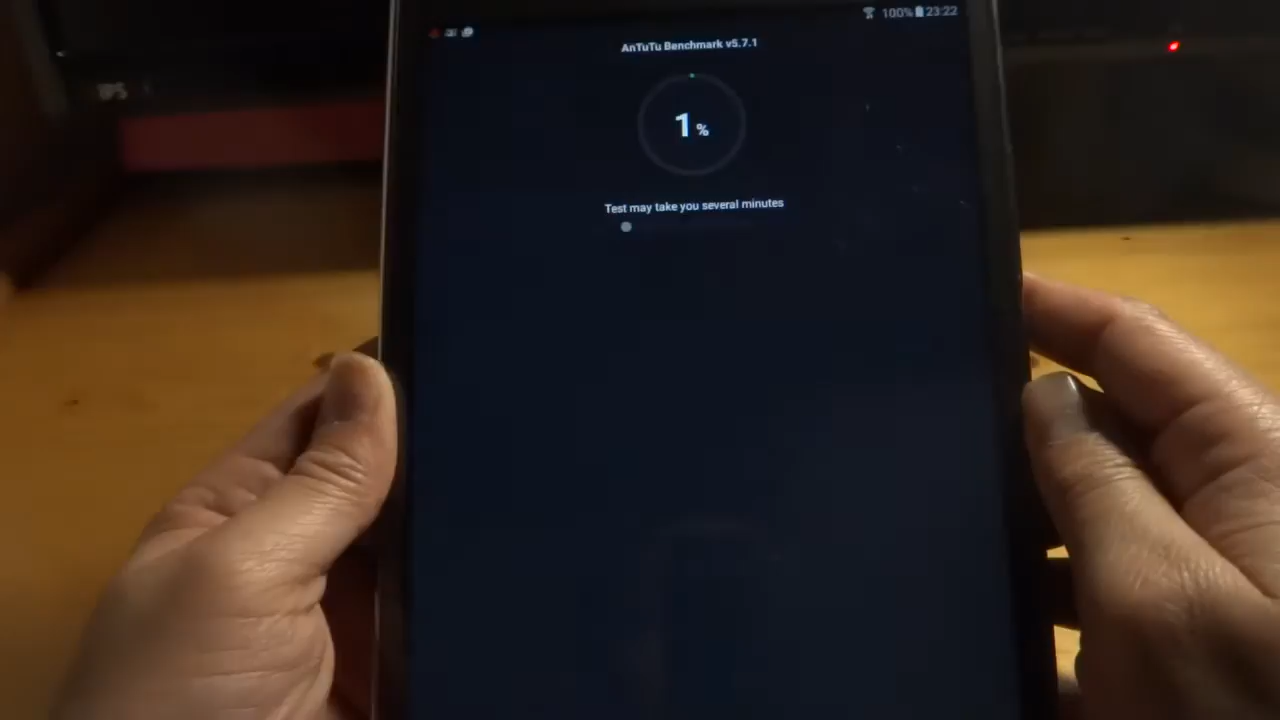 100% 23:22
AnTuTu Benchmark v5.7.1
1 %
Test may take you several minutes